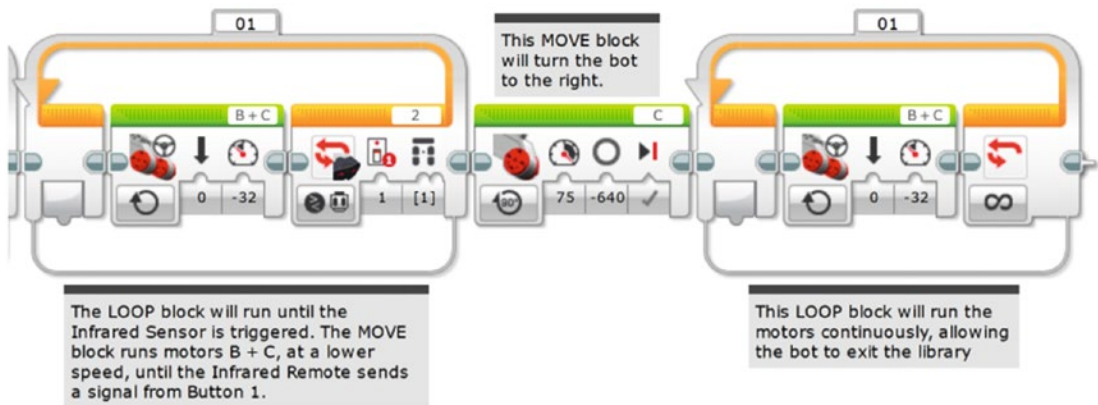 01
This MOVE block
will turn the bot
to the right.
01
B + C
2
C
B + C
1
90°
0
-32
1
[1]
75
-640
0
-32
The LOOP block will run until the
Infrared Sensor is triggered. The MOVE
block runs motors B + C, at a lower
speed, until the Infrared Remote sends
a signal from Button 1.
This LOOP block will run the
motors continuously, allowing
the bot to exit the library